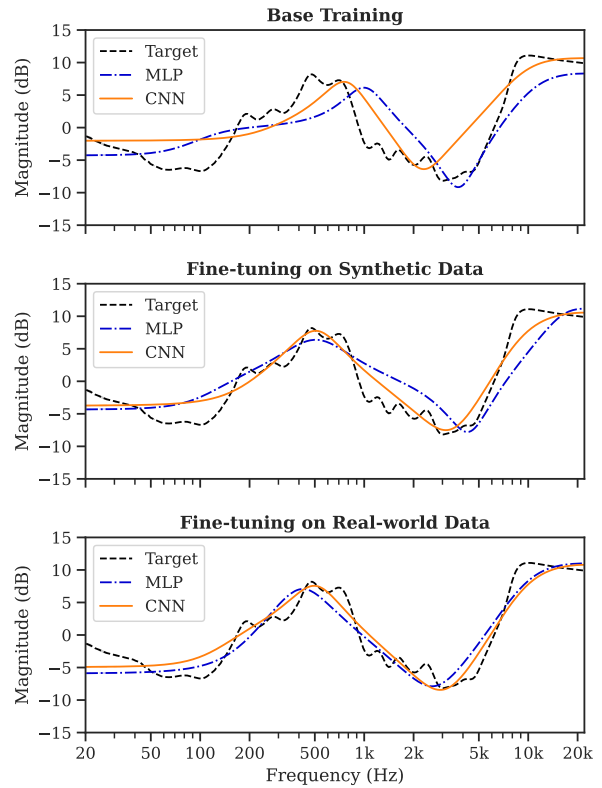 Base Training
15
10
5
0
−5
−10
−15
Magnitude (dB)
Target
MLP
CNN
Fine-tuning on Synthetic Data
15
10
5
0
−5
−10
−15
Magnitude (dB)
Target
MLP
CNN
Fine-tuning on Real-world Data
15
10
5
0
−5
−10
−15
Magnitude (dB)
Target
MLP
CNN
20 50 100 200 500 1k 2k 5k 10k 20k
Frequency (Hz)